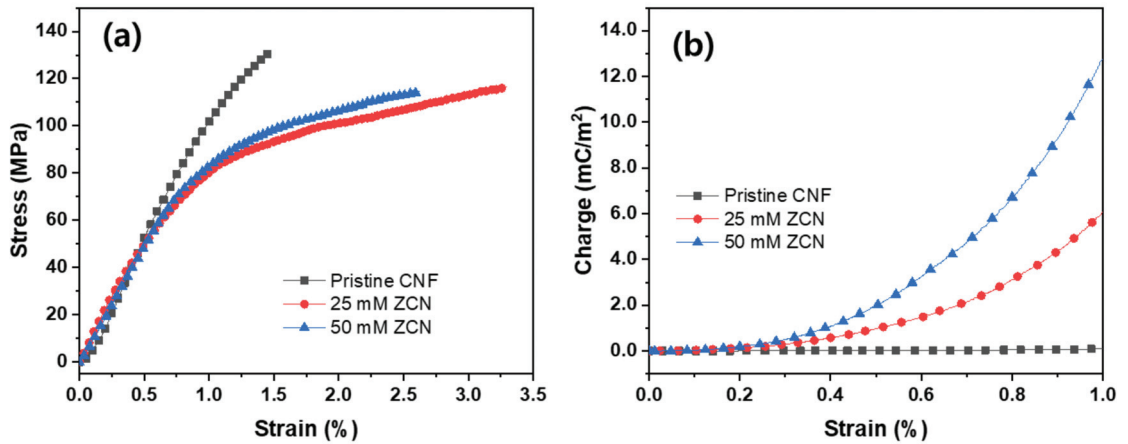 (a)
Stress (MPa)
140
120
100
80
60
40
20
0
Pristine CNF
25 mM ZCN
50 mM ZCN
0.0 0.5 1.0 1.5 2.0 2.5 3.0 3.5
Strain (%)
(b)
Charge (mC/m²)
14.0
12.0
10.0
8.0
6.0
4.0
2.0
0.0
Pristine CNF
25 mM ZCN
50 mM ZCN
0.0 0.2 0.4 0.6 0.8 1.0
Strain (%)